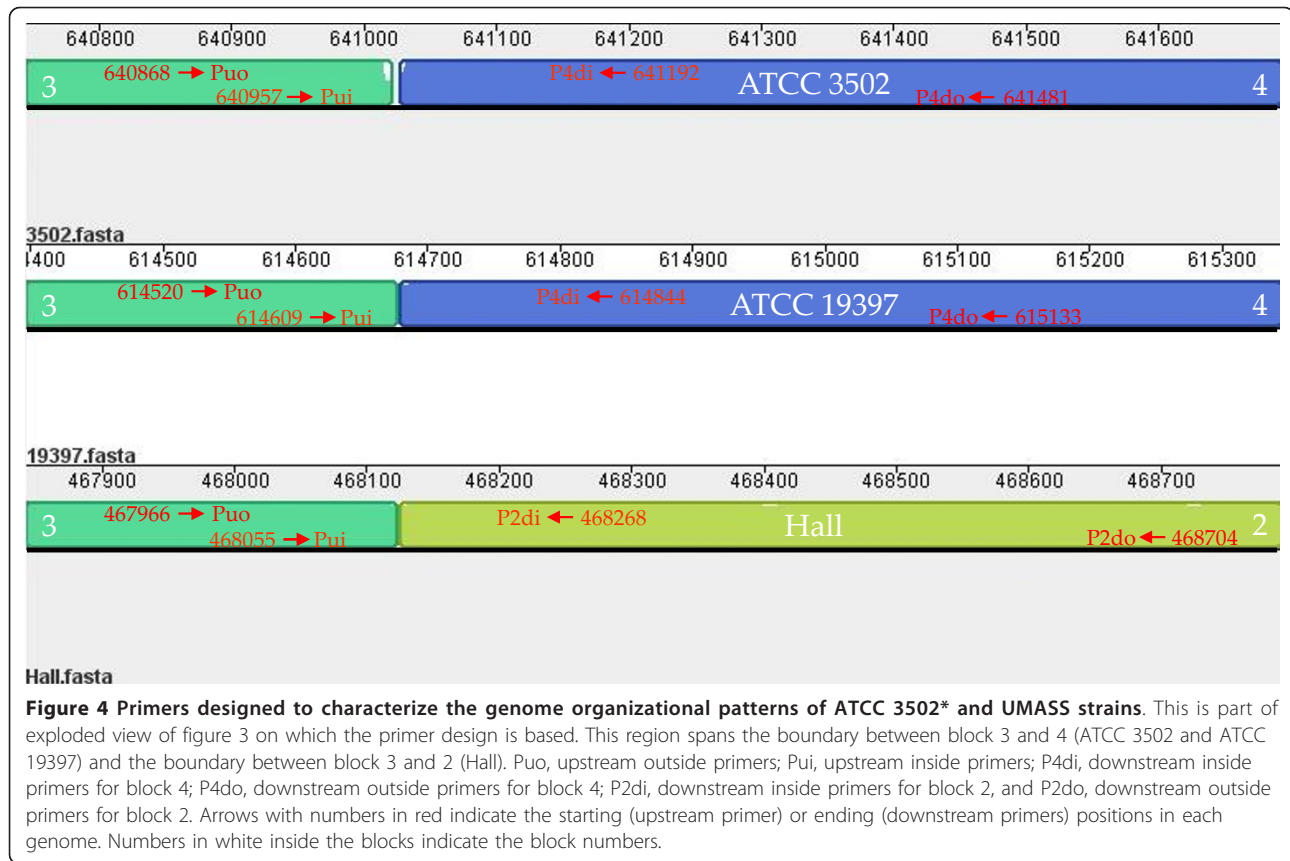 640800 640900 641000 641100 641200 641300 641400 641500 641600
640868 → Puo P4di ← 641192
3 ATCC 3502 4
640957 → Pui P4do ← 641481
3502.fasta
614500 614600 614700 614800 614900 615000 615100 615200 615300
614520 → Puo P4di ← 614844
3 ATCC 19397 4
614609 → Pui P4do ← 615133
19397.fasta
467900 468000 468100 468200 468300 468400 468500 468600 468700
467966 → Puo P2di ← 468268
3 Hall 2
468055 → Pui P2do ← 468704
Hall.fasta
Figure 4 Primers designed to characterize the genome organizational patterns of ATCC 3502* and UMASS strains. This is part of
exploded view of figure 3 on which the primer design is based. This region spans the boundary between block 3 and 4 (ATCC 3502 and ATCC
19397) and the boundary between block 3 and 2 (Hall). Puo, upstream outside primers; Pui, upstream inside primers; P4di, downstream inside
primers for block 4; P4do, downstream outside primers for block 4; P2di, downstream inside primers for block 2, and P2do, downstream outside
primers for block 2. Arrows with numbers in red indicate the starting (upstream primer) or ending (downstream primers) positions in each
genome. Numbers in white inside the blocks indicate the block numbers.